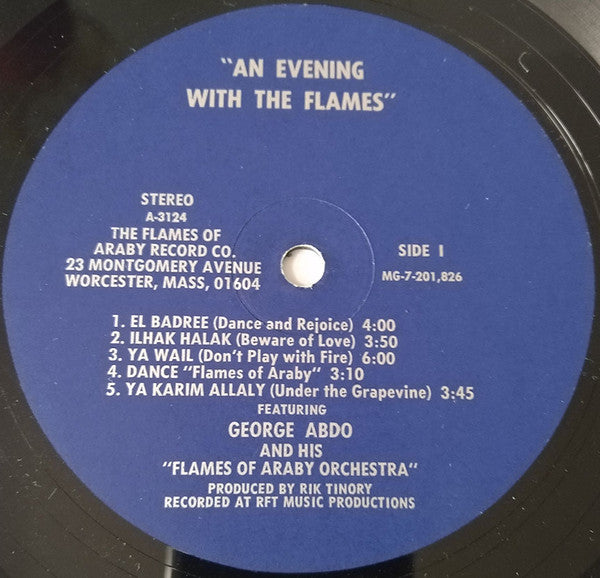 "AN EVENING
WITH THE FLAMES"
STEREO
A-3124
THE FLAMES OF
ARABY RECORD CO.
23 MONTGOMERY AVENUE
WORCESTER, MASS, 01604
SIDE I
MG-7-201,826
1. EL BADREE (Dance and Rejoice) 4:00
2. ILHAK HALAK (Beware of Love) 3:50
3. YA WAIL (Don't Play with Fire) 6:00
4. DANCE "Flames of Araby" 3:10
5. YA KARIM ALLALY (Under the Grapevine) 3:45
FEATURING
GEORGE ABDO
AND HIS
"FLAMES OF ARABY ORCHESTRA"
PRODUCED BY RIK TINORY
RECORDED AT RFT MUSIC PRODUCTIONS